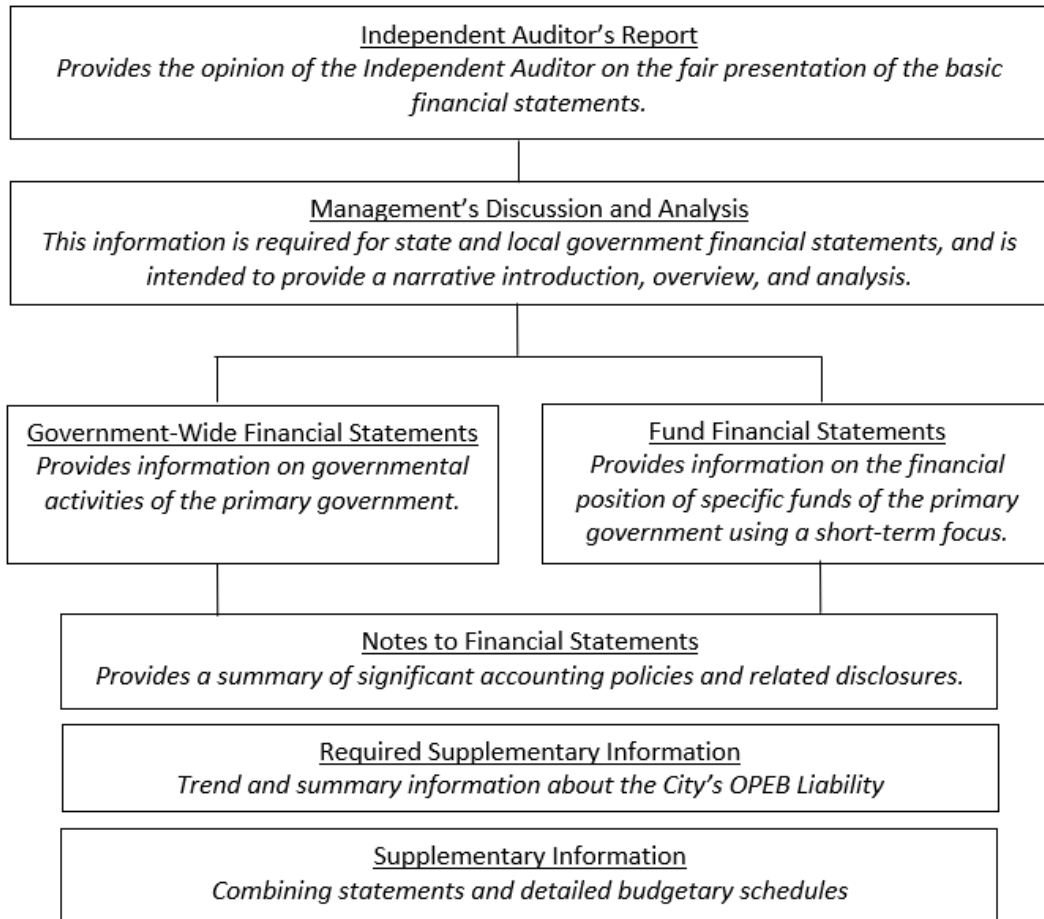 Independent Auditor's Report
Provides the opinion of the Independent Auditor on the fair presentation of the basic
financial statements.
Management's Discussion and Analysis
This information is required for state and local government financial statements, and is
intended to provide a narrative introduction, overview, and analysis.
Government-Wide Financial Statements
Provides information on governmental
activities of the primary government.
Fund Financial Statements
Provides information on the financial
position of specific funds of the primary
government using a short-term focus.
Notes to Financial Statements
Provides a summary of significant accounting policies and related disclosures.
Required Supplementary Information
Trend and summary information about the City's OPEB Liability
Supplementary Information
Combining statements and detailed budgetary schedules